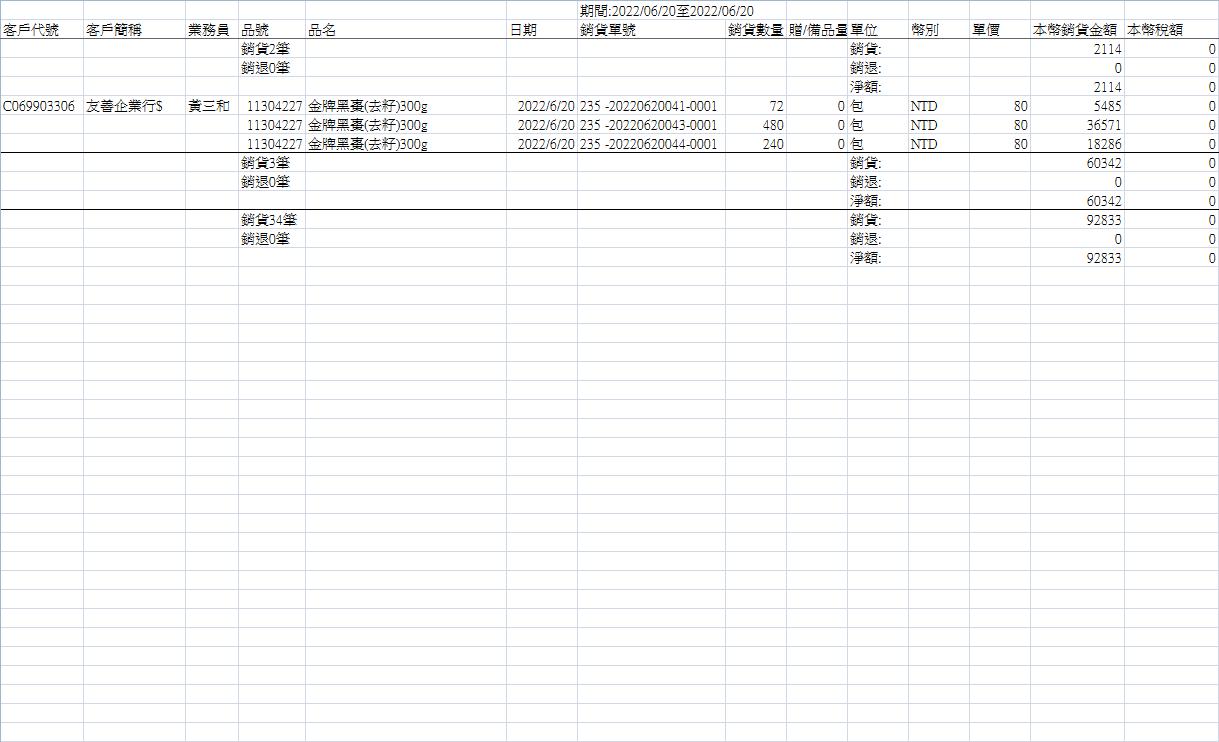 期間:2022/06/20至2022/06/20
客戶代號 客戶簡稱 業務員 品號 品名 日期 銷貨單號 銷貨數量 贈/備品量 單位 幣別 單價 本幣銷貨金額 本幣稅額
銷貨2筆 銷貨: 2114 0
銷退0筆 銷退: 0 0
淨額: 2114 0
C069903306 友善企業行$ 黃三和 11304227 金牌黑棗(去籽)300g 2022/6/20 235 -20220620041-0001 72 0 包 NTD 80 5485 0
11304227 金牌黑棗(去籽)300g 2022/6/20 235 -20220620043-0001 480 0 包 NTD 80 36571 0
11304227 金牌黑棗(去籽)300g 2022/6/20 235 -20220620044-0001 240 0 包 NTD 80 18286 0
銷貨3筆 銷貨: 60342 0
銷退0筆 銷退: 0 0
淨額: 60342 0
銷貨34筆 銷貨: 92833 0
銷退0筆 銷退: 0 0
淨額: 92833 0